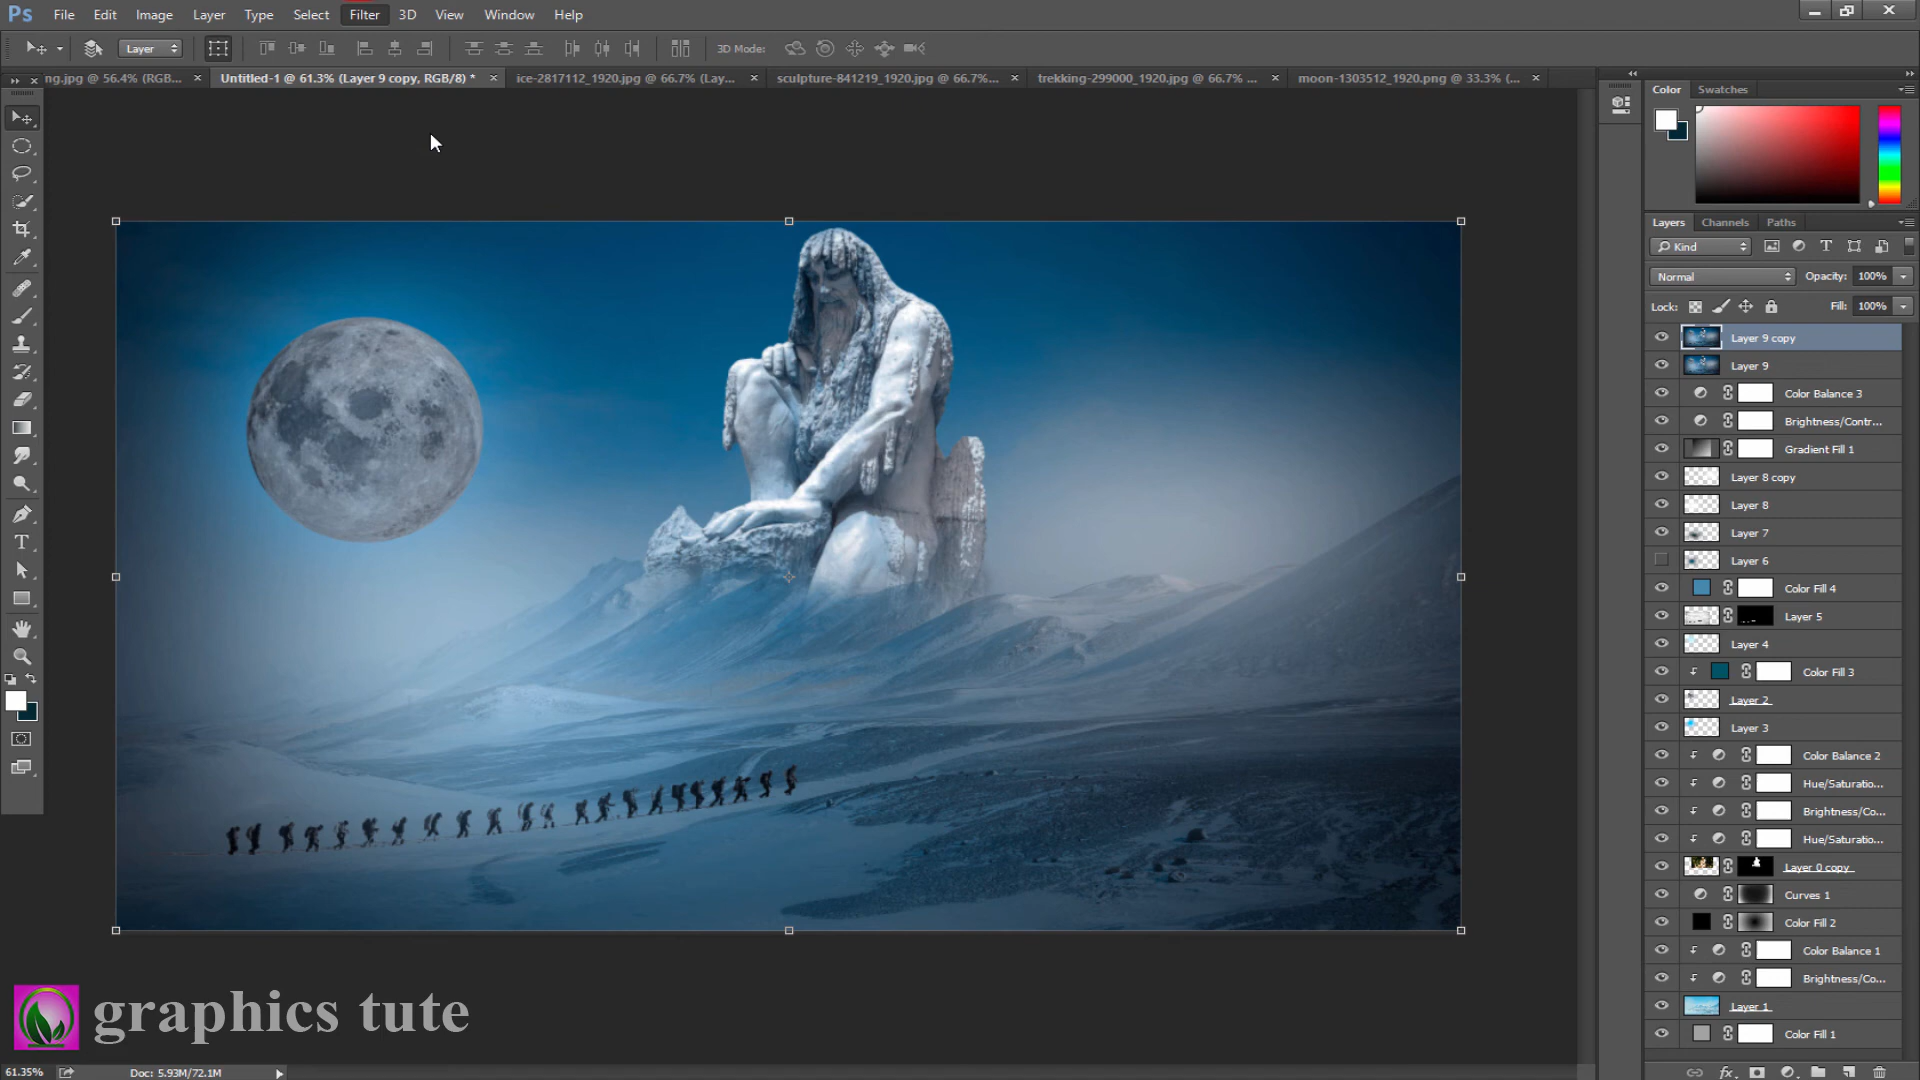 Ps File Edit Image Layer Type Select Filter 3D View Window Help
Layer 3D Mode:
ng.jpg @ 56.4% (RGB... × Untitled-1 @ 61.3% (Layer 9 copy, RGB/8) * × ice-2817112_1920.jpg @ 66.7% (Lay... × sculpture-841219_1920.jpg @ 66.7%... × trekking-299000_1920.jpg @ 66.7% ... × moon-1303512_1920.png @ 33.3% (... ×
Color Swatches
Layers Channels Paths
Kind
Normal Opacity: 100%
Lock: Fill: 100%
Layer 9 copy
Layer 9
Color Balance 3
Brightness/Contr...
Gradient Fill 1
Layer 8 copy
Layer 8
Layer 7
Layer 6
Color Fill 4
Layer 5
Layer 4
Color Fill 3
Layer 2
Layer 3
Color Balance 2
Hue/Saturatio...
Brightness/Co...
Hue/Saturatio...
Layer 0 copy
Curves 1
Color Fill 2
Color Balance 1
Brightness/Co...
Layer 1
Color Fill 1
graphics tute
61.35% Doc: 5.93M/72.1M
fx